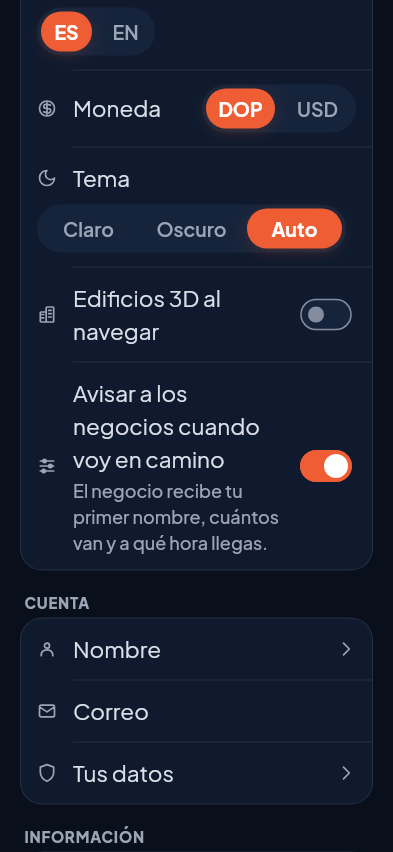 ES EN
Moneda DOP USD
Tema
Claro Oscuro Auto
Edificios 3D al
navegar
Avisar a los
negocios cuando
voy en camino
El negocio recibe tu
primer nombre, cuántos
van y a qué hora llegas.
CUENTA
Nombre
Correo
Tus datos
INFORMACIÓN